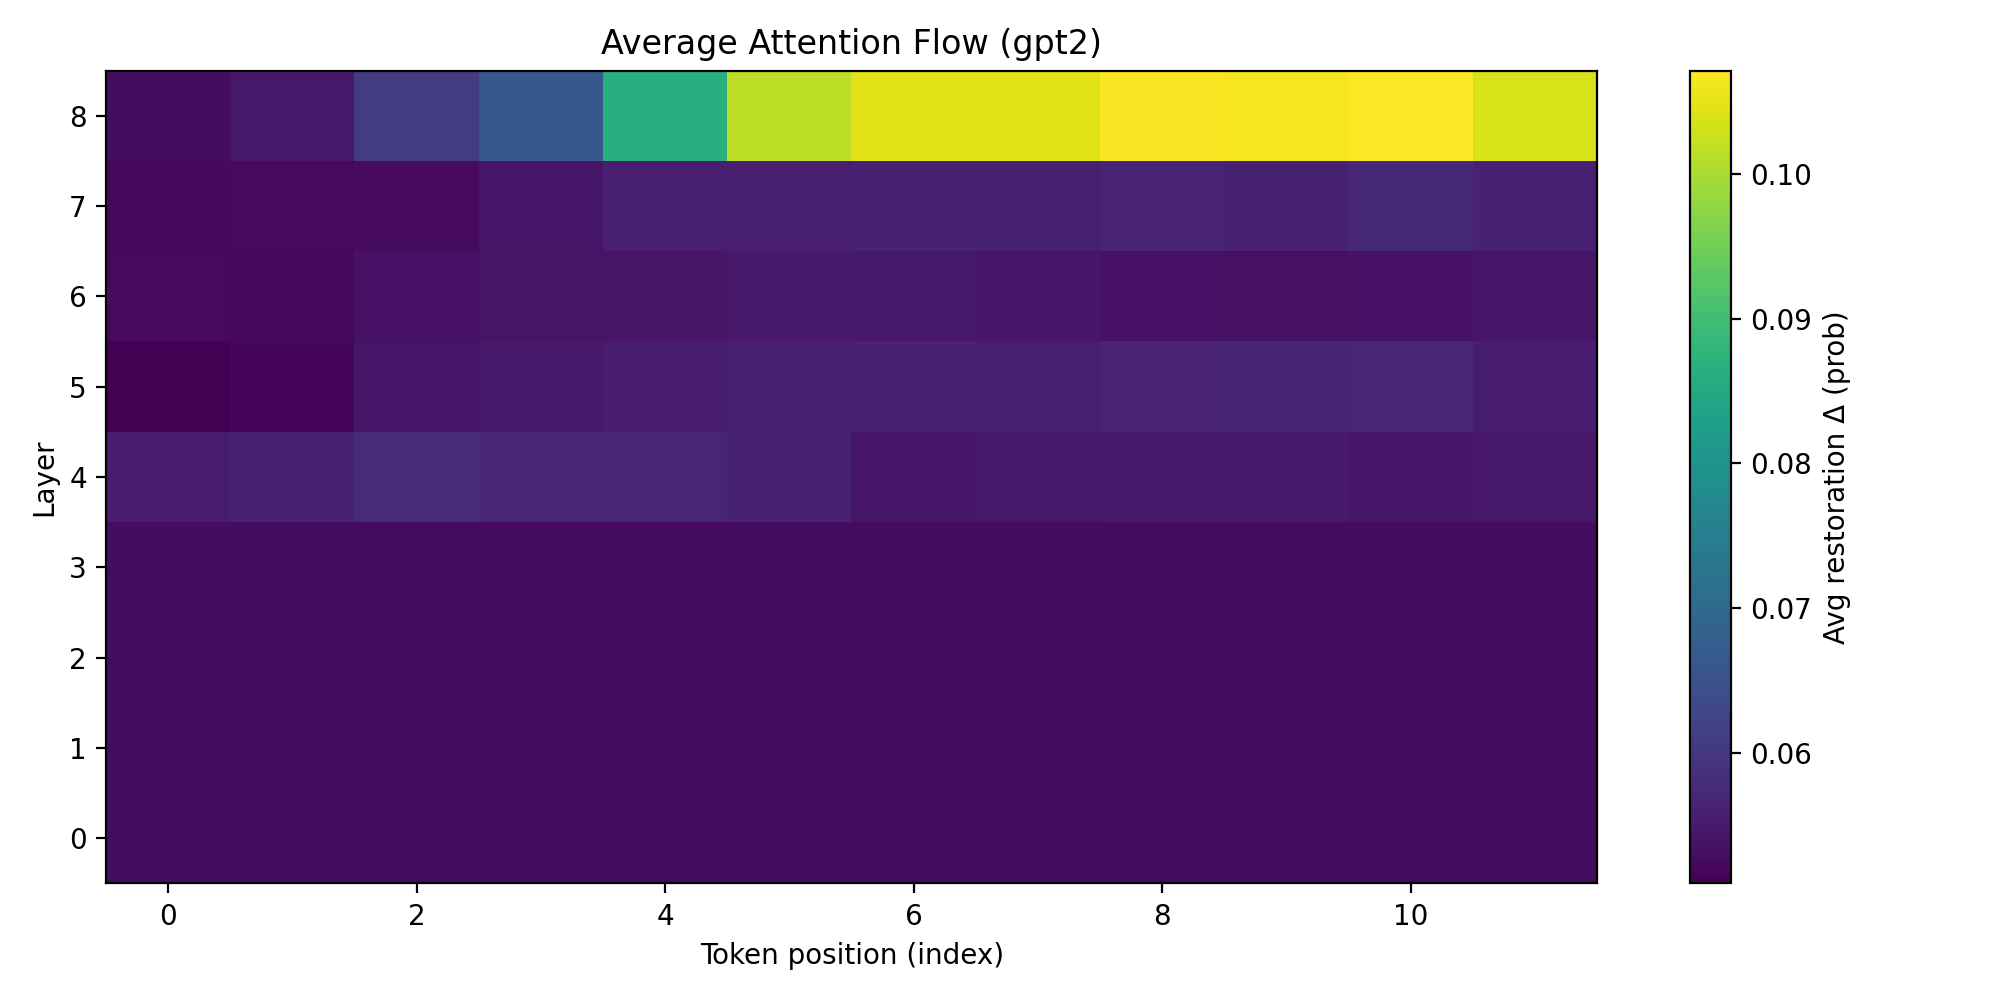 Average Attention Flow (gpt2)
8
7
6
5
4
3
2
1
0
Layer
0 2 4 6 8 10
Token position (index)
0.10
0.09
0.08
0.07
0.06
Avg restoration Δ (prob)